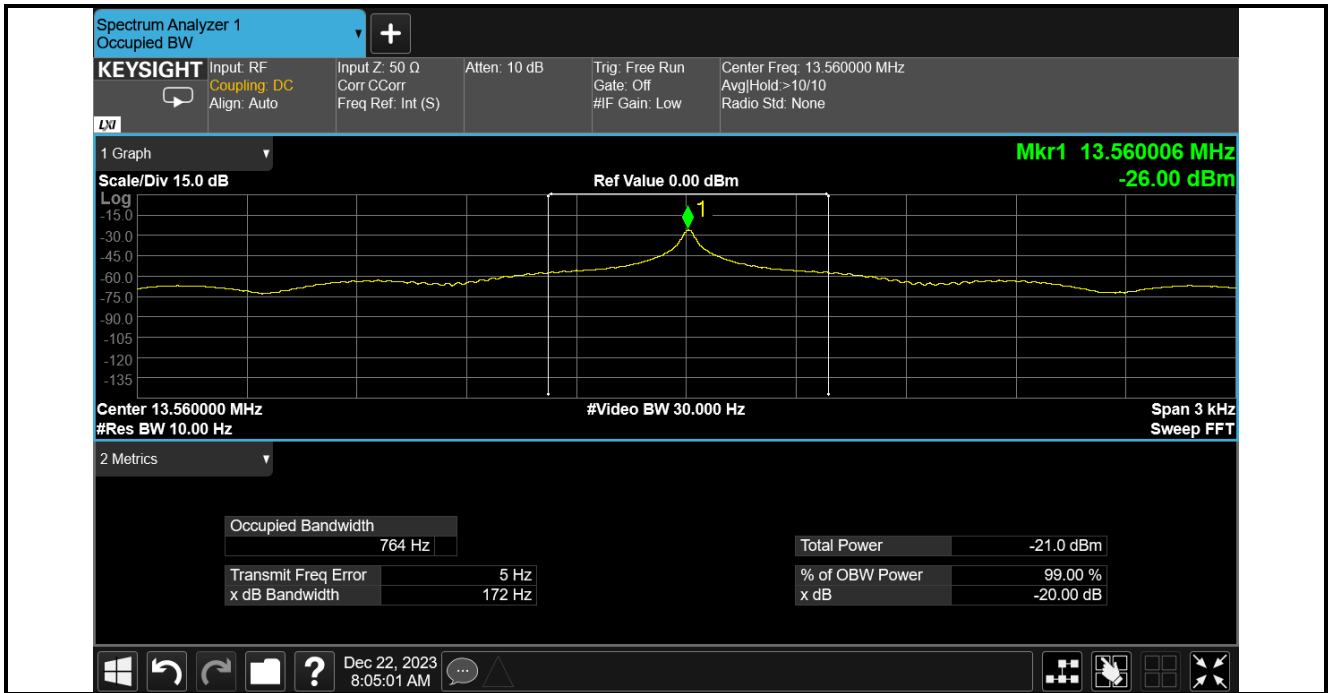 Spectrum Analyzer 1
Occupied BW
KEYSIGHT
LXI
Input: RF
Coupling: DC
Align: Auto
Input Z: 50 Ω
Corr CCorr
Freq Ref: Int (S)
Atten: 10 dB
Trig: Free Run
Gate: Off
#IF Gain: Low
Center Freq: 13.560000 MHz
Avg|Hold:>10/10
Radio Std: None
1 Graph
Mkr1 13.560006 MHz
Scale/Div 15.0 dB
Ref Value 0.00 dBm
-26.00 dBm
Log
1
-15.0
-30.0
-45.0
-60.0
-75.0
-90.0
-105
-120
-135
Center 13.560000 MHz
#Video BW 30.000 Hz
Span 3 kHz
#Res BW 10.00 Hz
Sweep FFT
2 Metrics
Occupied Bandwidth
764 Hz
Total Power -21.0 dBm
Transmit Freq Error 5 Hz
% of OBW Power 99.00 %
x dB Bandwidth 172 Hz
x dB -20.00 dB
?
Dec 22, 2023
8:05:01 AM